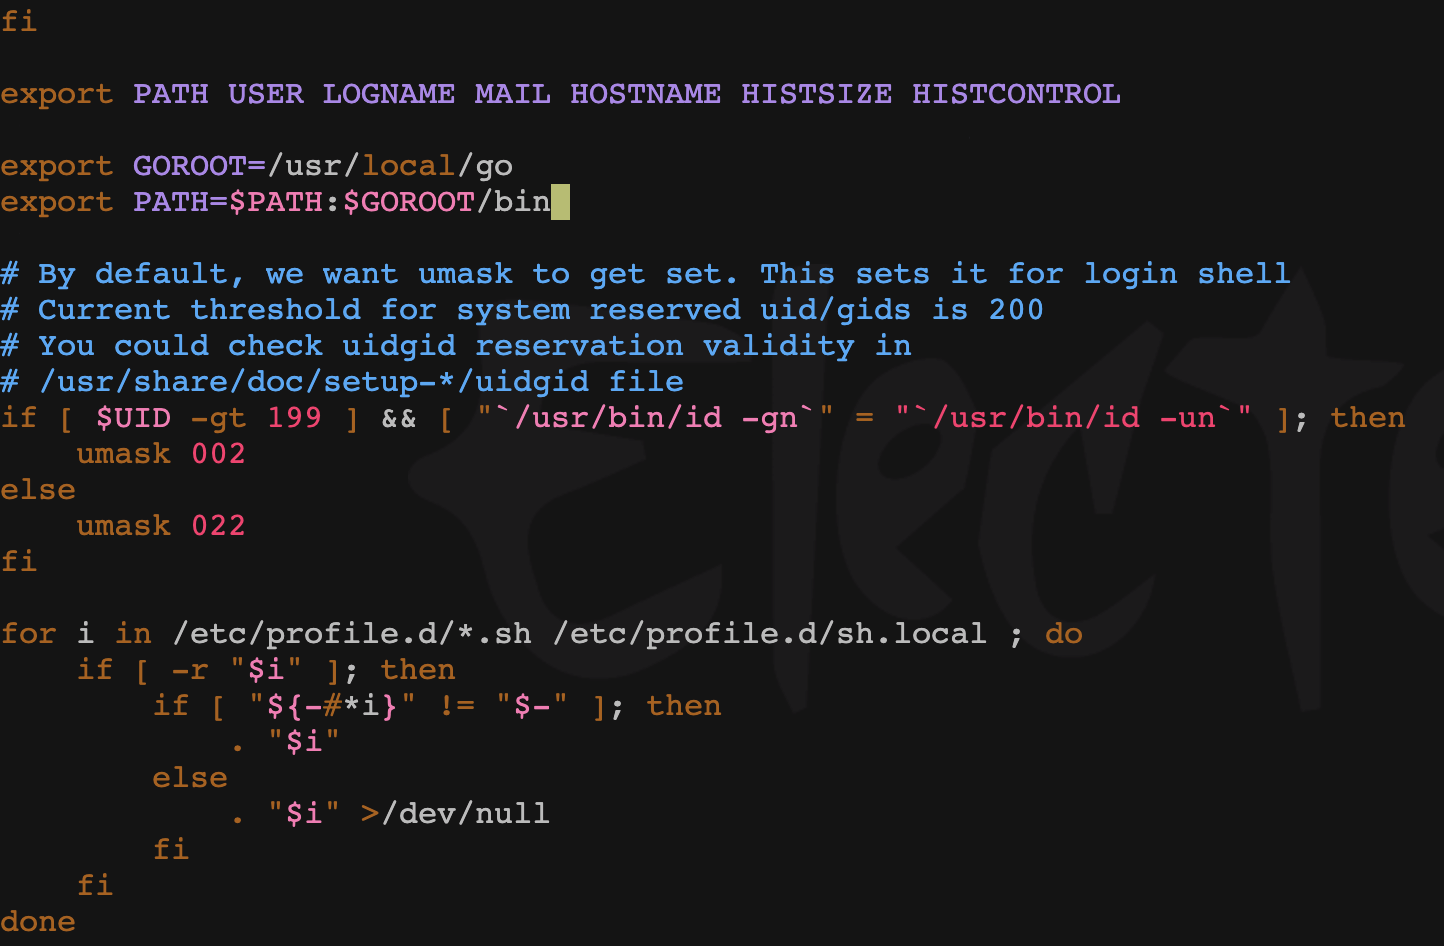 fi

export PATH USER LOGNAME MAIL HOSTNAME HISTSIZE HISTCONTROL

export GOROOT=/usr/local/go
export PATH=$PATH:$GOROOT/bin

# By default, we want umask to get set. This sets it for login shell
# Current threshold for system reserved uid/gids is 200
# You could check uidgid reservation validity in
# /usr/share/doc/setup-*/uidgid file
if [ $UID -gt 199 ] && [ "`/usr/bin/id -gn`" = "`/usr/bin/id -un`" ]; then
    umask 002
else
    umask 022
fi

for i in /etc/profile.d/*.sh /etc/profile.d/sh.local ; do
    if [ -r "$i" ]; then
        if [ "${-#*i}" != "$-" ]; then
            . "$i"
        else
            . "$i" >/dev/null
        fi
    fi
done